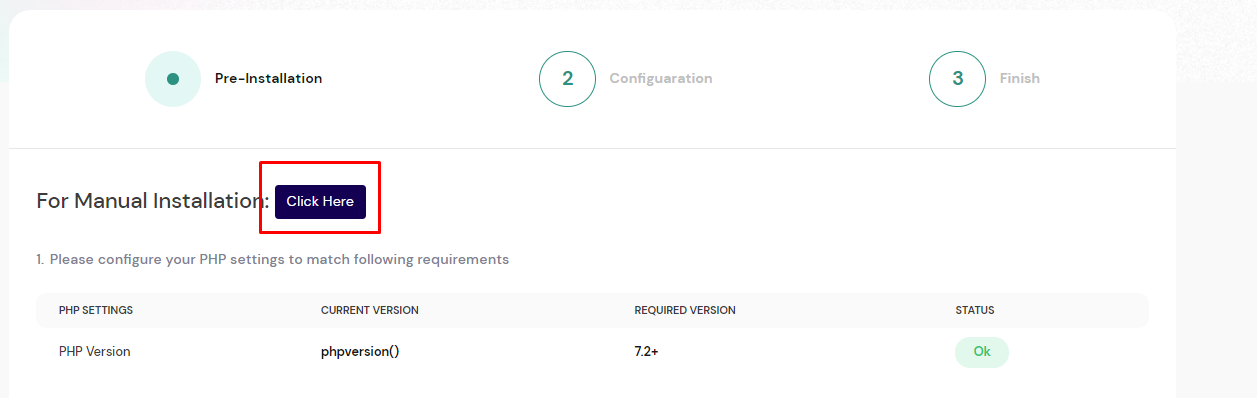 Pre-Installation
2 Configuaration
3 Finish
For Manual Installation: Click Here
1. Please configure your PHP settings to match following requirements
PHP SETTINGS CURRENT VERSION REQUIRED VERSION STATUS
PHP Version phpversion() 7.2+ Ok